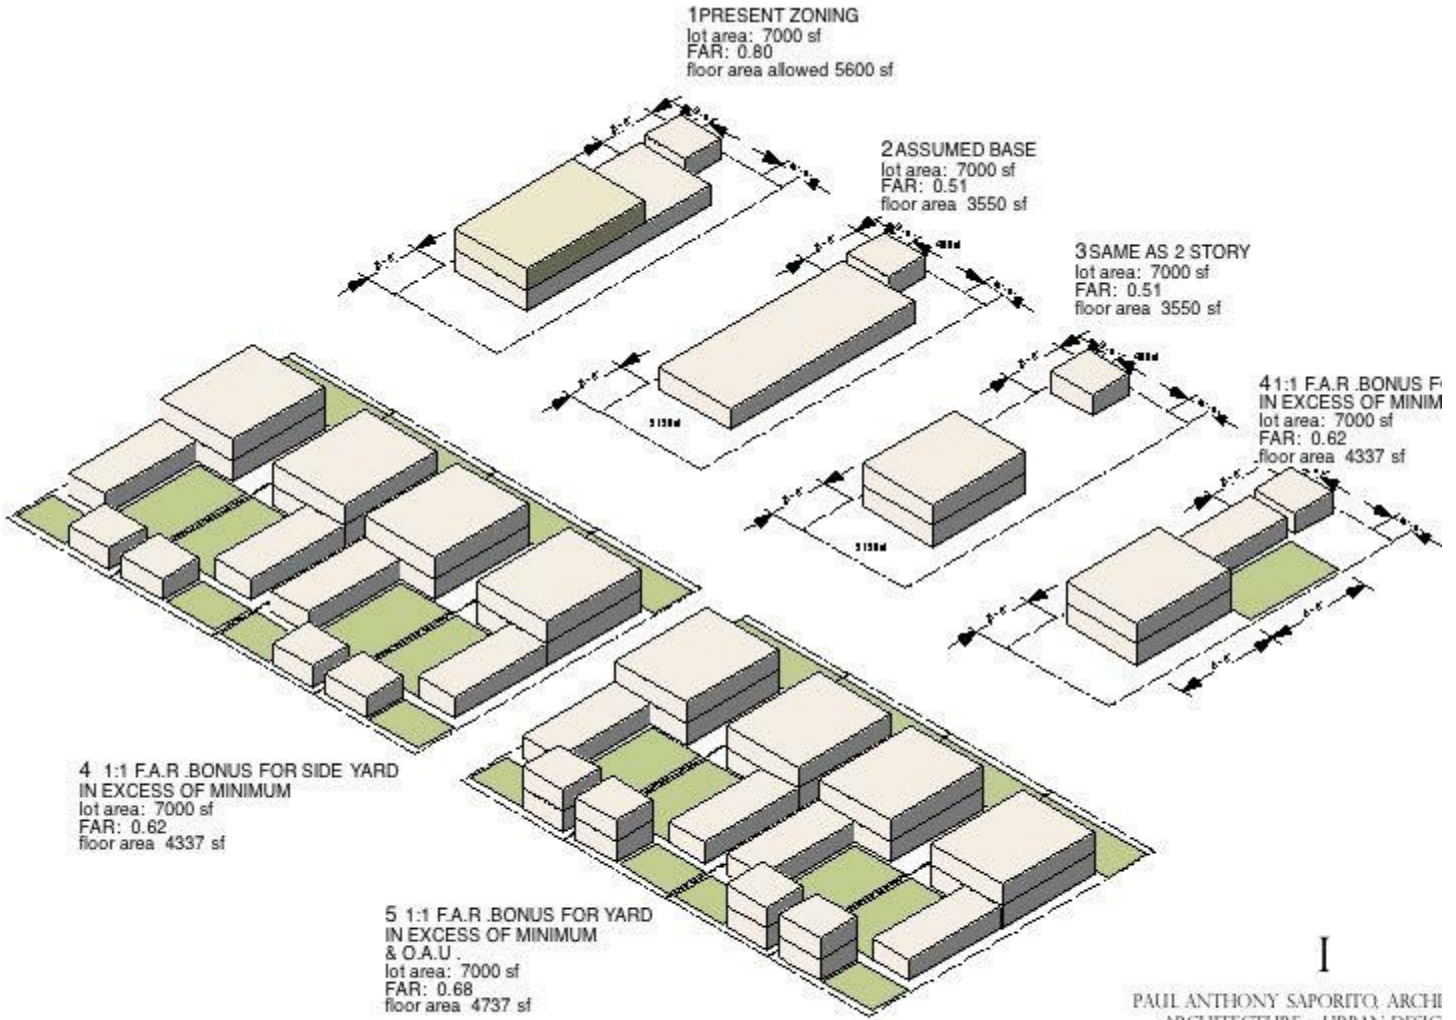 1PRESENT ZONING
lot area: 7000 sf
FAR: 0.80
floor area allowed 5600 sf
2ASSUMED BASE
lot area: 7000 sf
FAR: 0.51
floor area 3550 sf
3SAME AS 2 STORY
lot area: 7000 sf
FAR: 0.51
floor area 3550 sf
41:1 F.A.R .BONUS F
IN EXCESS OF MINIM
lot area: 7000 sf
FAR: 0.62
floor area 4337 sf
4 1:1 F.A.R .BONUS FOR SIDE YARD
IN EXCESS OF MINIMUM
lot area: 7000 sf
FAR: 0.62
floor area 4337 sf
5 1:1 F.A.R .BONUS FOR YARD
IN EXCESS OF MINIMUM
& O.A.U .
lot area: 7000 sf
FAR: 0.68
floor area 4737 sf
I
PAUL ANTHONY SAPORITO, ARCHI
ARCHITECTURE URBAN DESIG